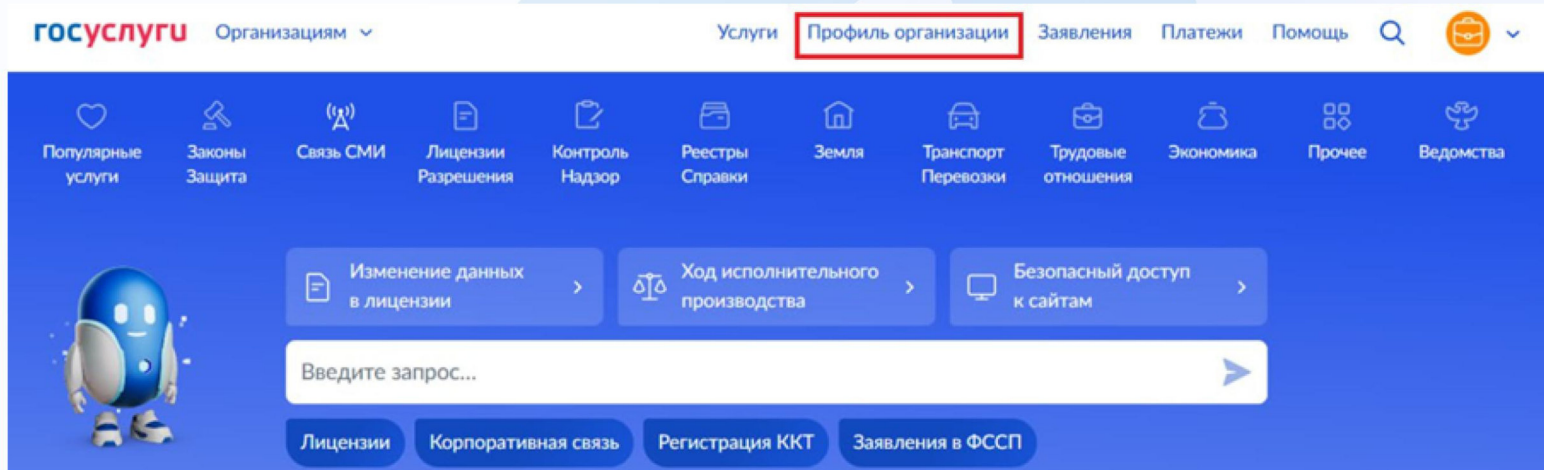 госуслуги Организациям Услуги Профиль организации Заявления Платежи Помощь
Популярные услуги
Законы Защита
Связь СМИ
Лицензии Разрешения
Контроль Надзор
Реестры Справки
Земля
Транспорт Перевозки
Трудовые отношения
Экономика
Прочее
Ведомства
Изменение данных
в лицензии
Ход исполнительного
производства
Безопасный доступ
к сайтам
Введите запрос...
Лицензии Корпоративная связь Регистрация ККТ Заявления в ФССП